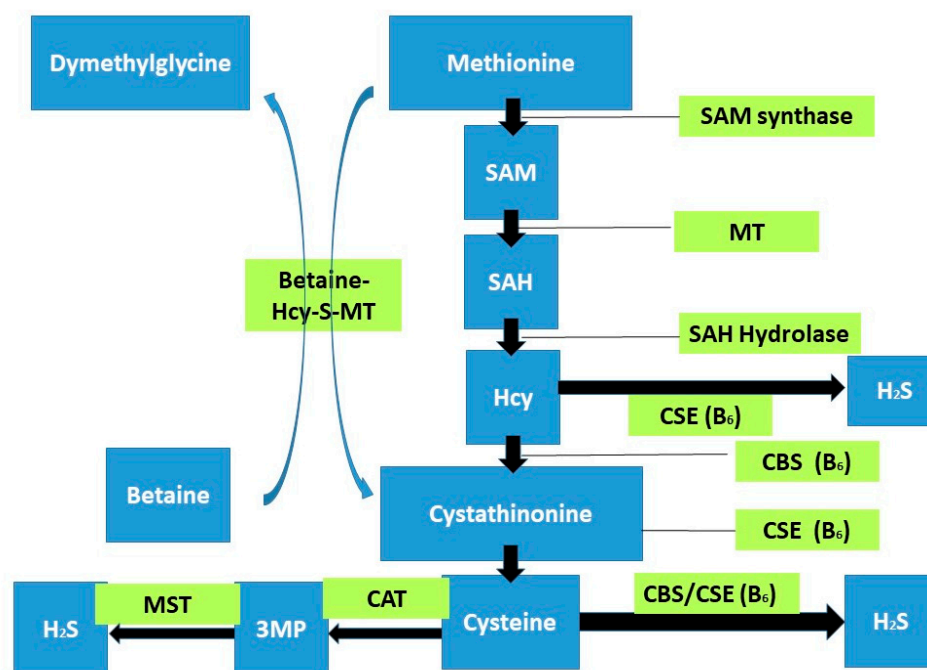 Dymethylglycine
Methionine
SAM synthase
SAM
MT
SAH
Betaine-
Hcy-S-MT
SAH Hydrolase
Hcy
H₂S
CSE (B₆)
CBS (B₆)
Betaine
Cystathinonine
CSE (B₆)
H₂S
MST
3MP
CAT
Cysteine
CBS/CSE (B₆)
H₂S